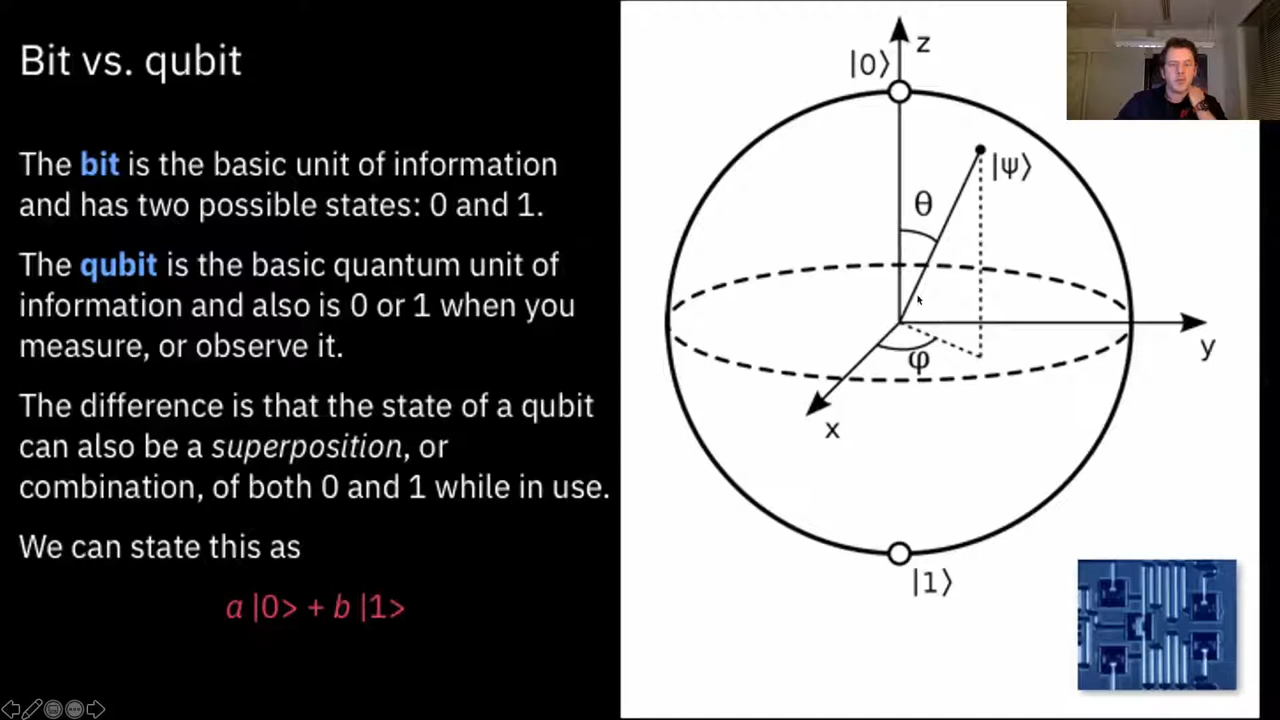 Bit vs. qubit
The bit is the basic unit of information
and has two possible states: 0 and 1.
The qubit is the basic quantum unit of
information and also is 0 or 1 when you
measure, or observe it.
The difference is that the state of a qubit
can also be a superposition, or
combination, of both 0 and 1 while in use.
We can state this as
a |0> + b |1>
z
|0⟩
|ψ⟩
θ
φ
y
x
|1⟩